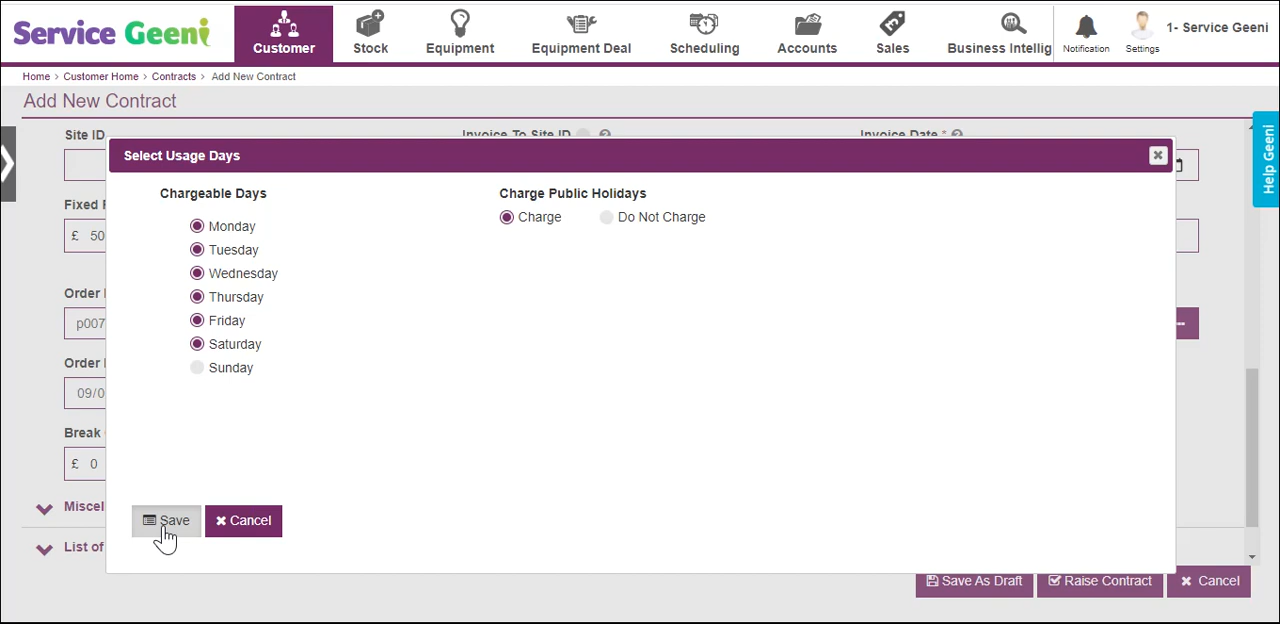 Service Geeni
Customer
Stock
Equipment
Equipment Deal
Scheduling
Accounts
Sales
Business Intellig
Notification
Settings
1- Service Geeni
Home > Customer Home > Contracts > Add New Contract
Add New Contract
Help Geeni
Site ID
Invoice To Site ID
Invoice Date *
Select Usage Days
Chargeable Days
Monday
Tuesday
Wednesday
Thursday
Friday
Saturday
Sunday
Charge Public Holidays
Charge
Do Not Charge
Fixed
£ 50
Order
p007
Order
09/0
Break
£ 0
Save
Cancel
Miscel
List of
Save As Draft
Raise Contract
Cancel